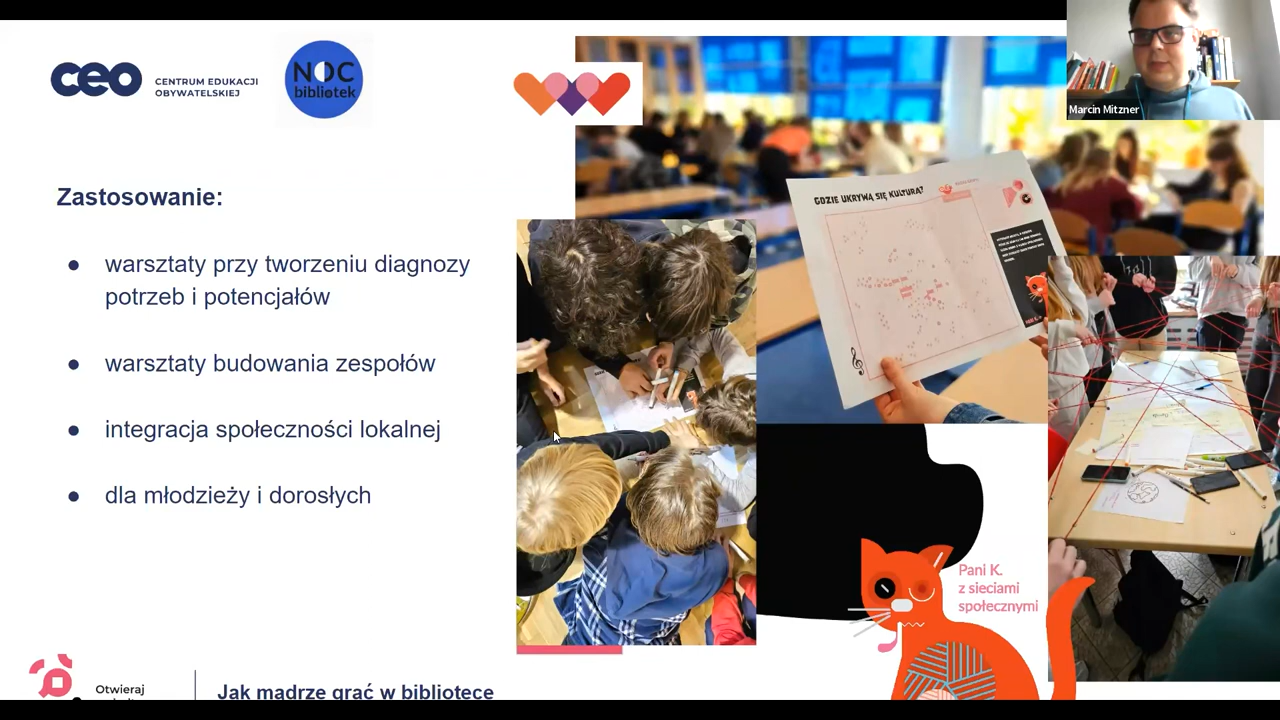 ceo
CENTRUM EDUKACJI
OBYWATELSKIEJ
NOC
bibliotek
Marcin Mitzner
Zastosowanie:
● warsztaty przy tworzeniu diagnozy
potrzeb i potencjałów
● warsztaty budowania zespołów
● integracja społeczności lokalnej
● dla młodzieży i dorosłych
GDZIE UKRYWA SIĘ KULTURA?
Pani K.
z sieciami
społecznymi
Otwieraj
Jak mądrze grać w bibliotece